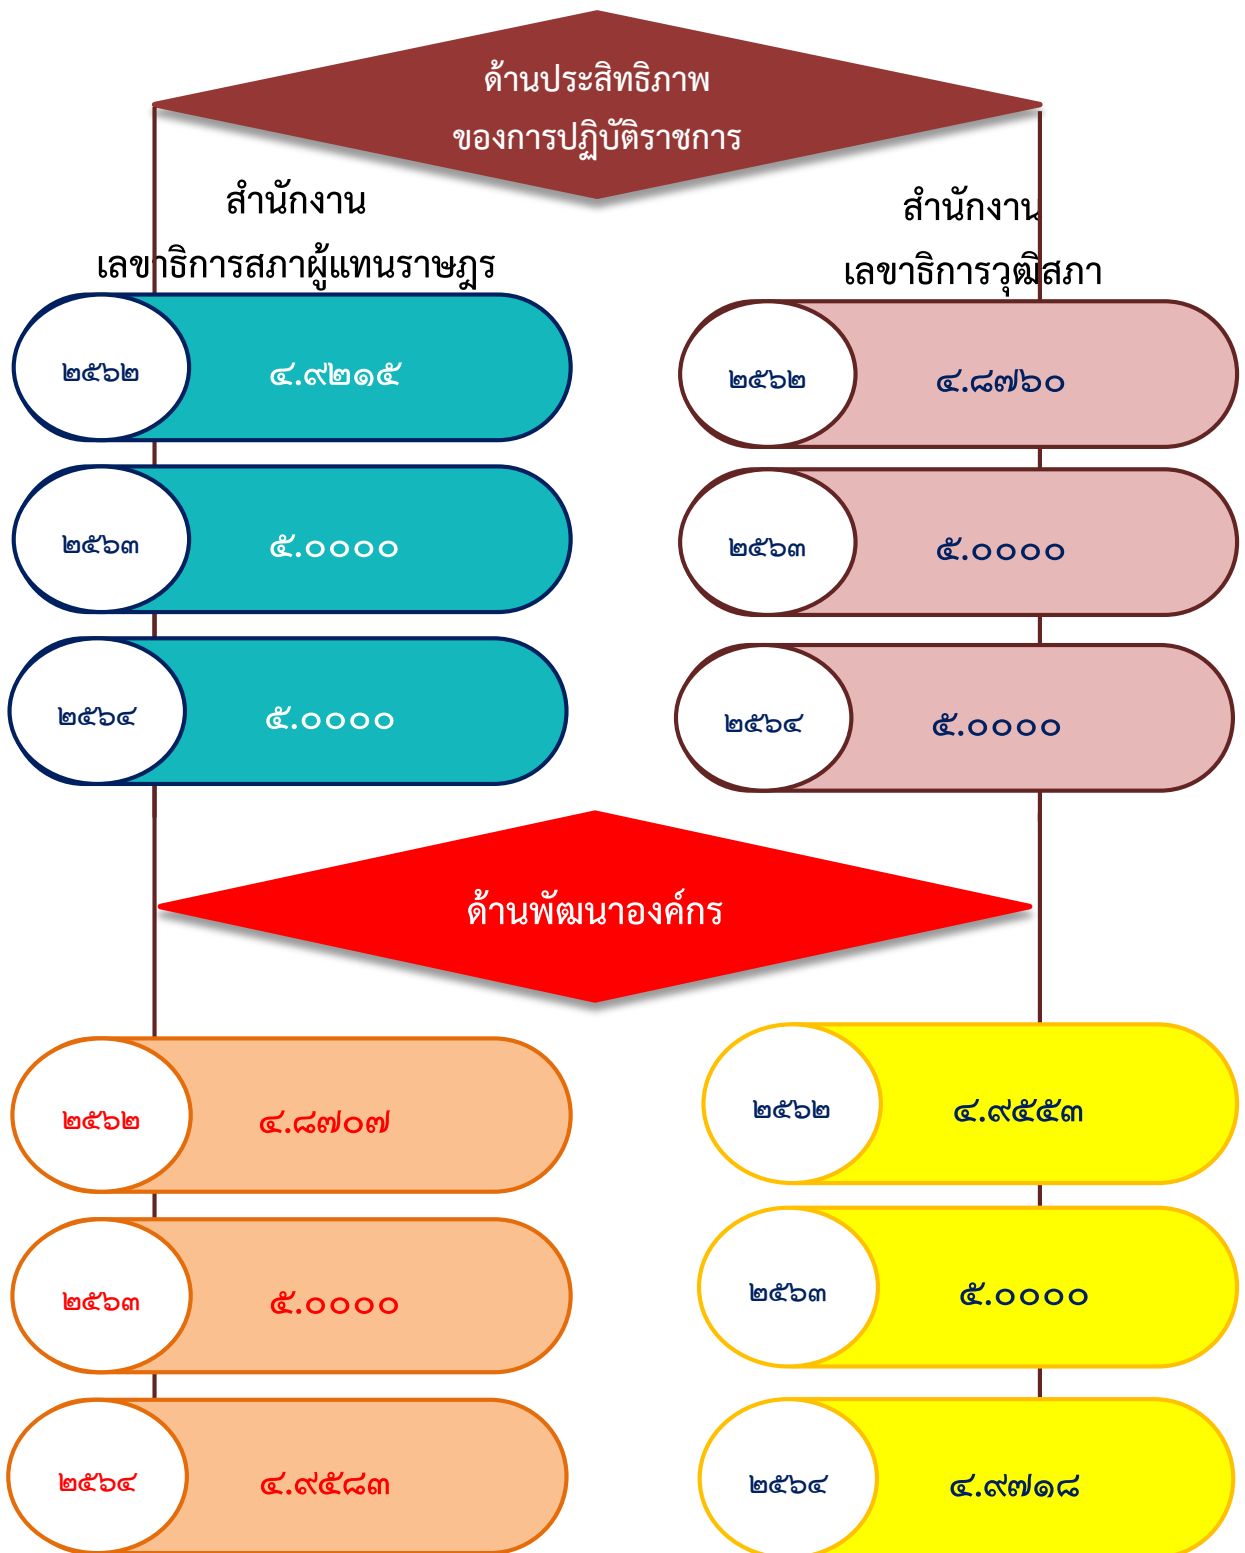 ด้านประสิทธิภาพ
ของการปฏิบัติราชการ
สำนักงาน
เลขาธิการสภาผู้แทนราษฎร
สำนักงาน
เลขาธิการวุฒิสภา
๒๕๖๒ ๔.๙๒๑๕
๒๕๖๒ ๔.๘๗๖๐
๒๕๖๓ ๕.๐๐๐๐
๒๕๖๓ ๕.๐๐๐๐
๒๕๖๔ ๕.๐๐๐๐
๒๕๖๔ ๕.๐๐๐๐
ด้านพัฒนาองค์กร
๒๕๖๒ ๔.๘๗๐๗
๒๕๖๒ ๔.๙๕๕๓
๒๕๖๓ ๕.๐๐๐๐
๒๕๖๓ ๕.๐๐๐๐
๒๕๖๔ ๔.๙๕๘๓
๒๕๖๔ ๔.๙๗๑๘